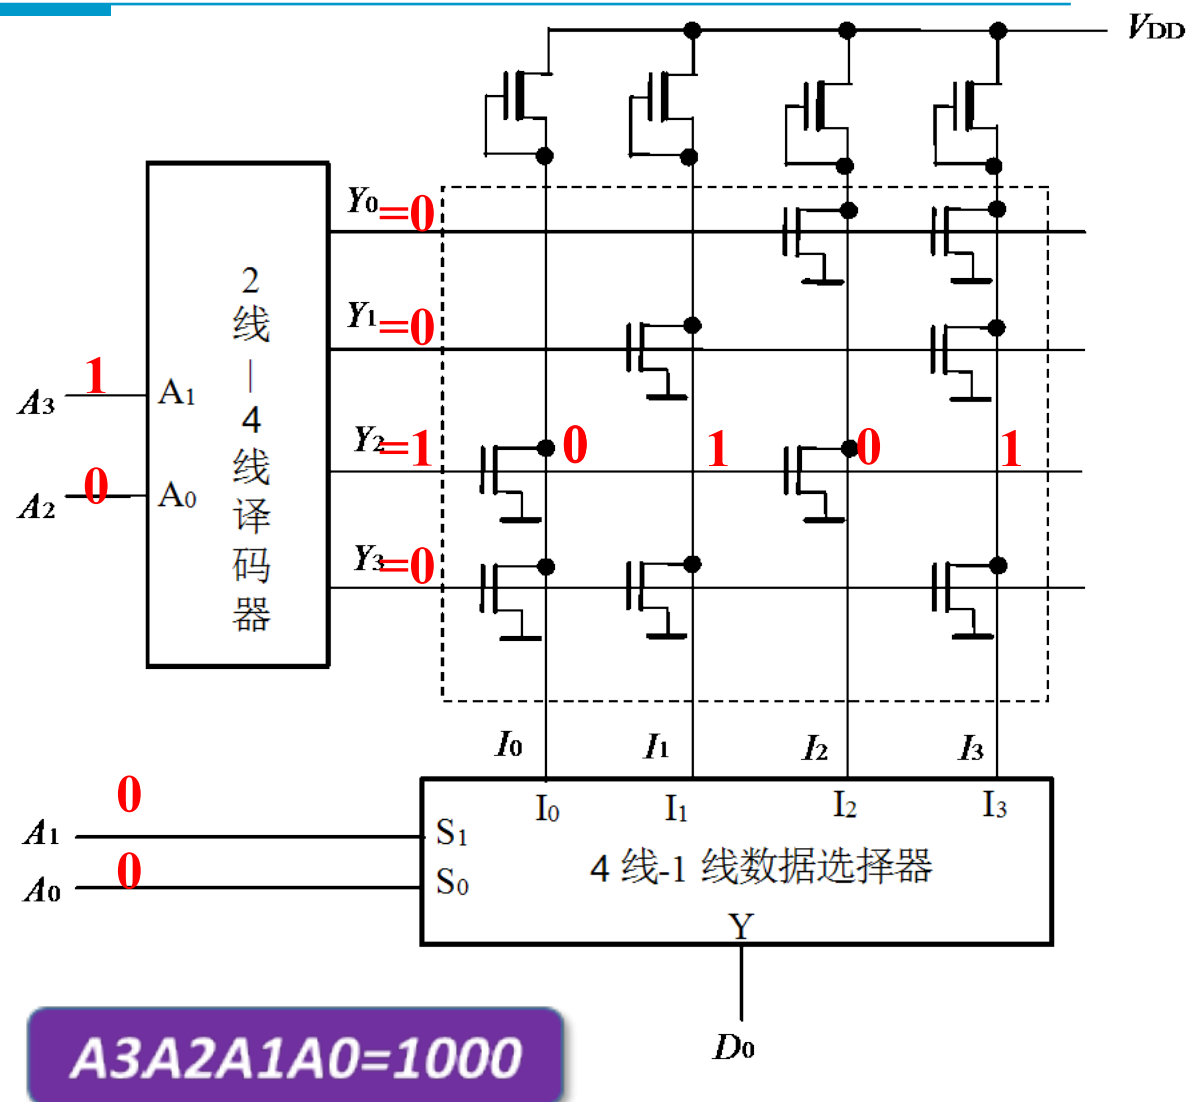 VDD
Y0=0
Y1=0
Y2=1
Y3=0
0 1 0 1
2线—4线译码器
A3 1 A1
A2 0 A0
I0 I1 I2 I3
I0 I1 I2 I3
A1 0 S1
A0 0 S0
4 线-1 线数据选择器
Y
D0
A3A2A1A0=1000